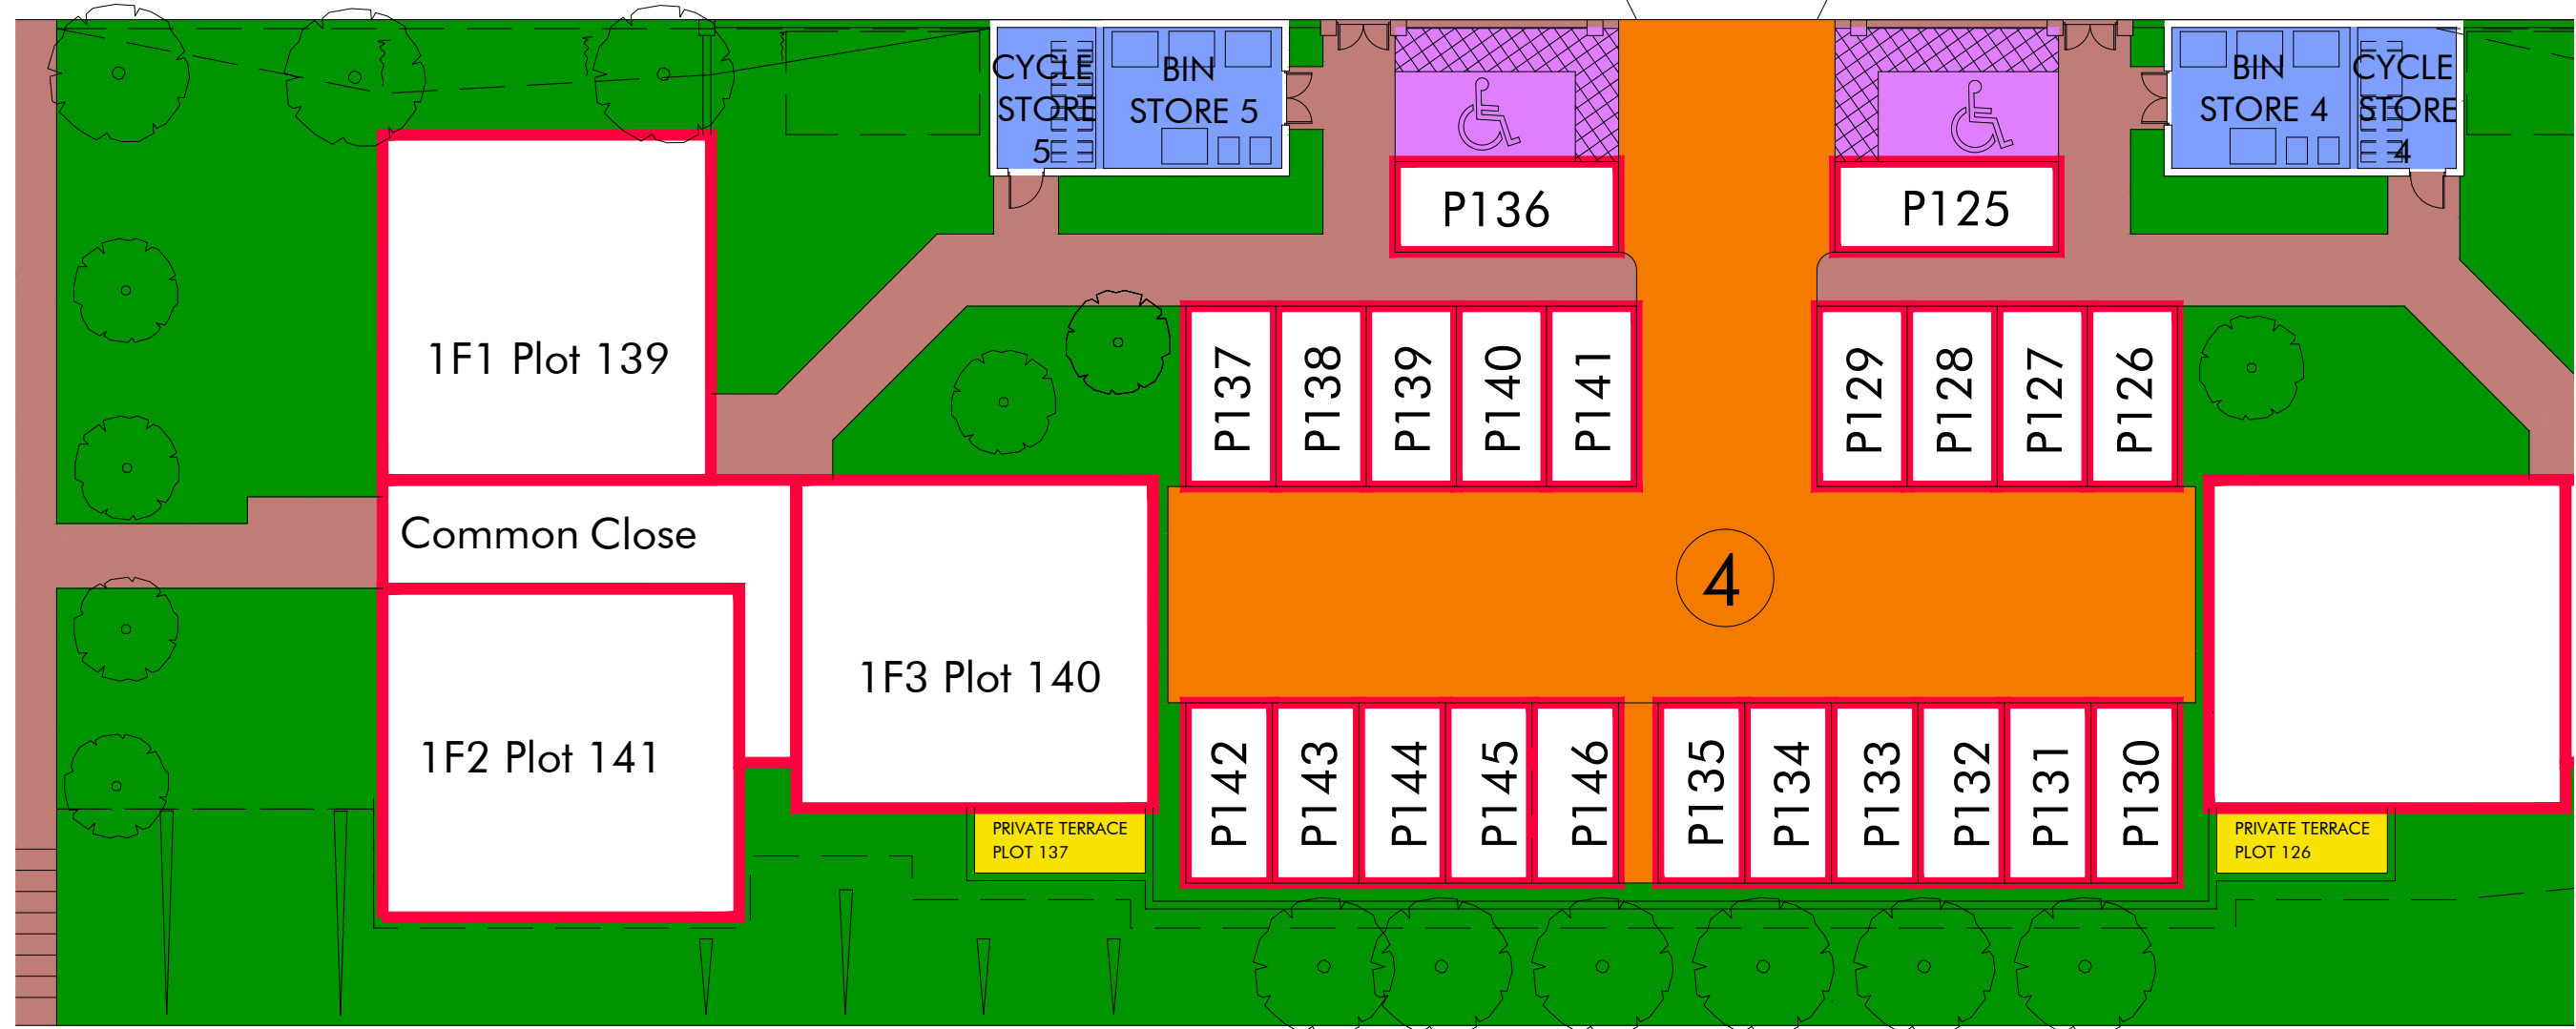 CYCLE
STORE
5
BIN
STORE 5
BIN
STORE 4
CYCLE
STORE
4
P136
P125
1F1 Plot 139
P137
P138
P139
P140
P141
P129
P128
P127
P126
Common Close
4
1F3 Plot 140
1F2 Plot 141
P142
P143
P144
P145
P146
P135
P134
P133
P132
P131
P130
PRIVATE TERRACE
PLOT 137
PRIVATE TERRACE
PLOT 126